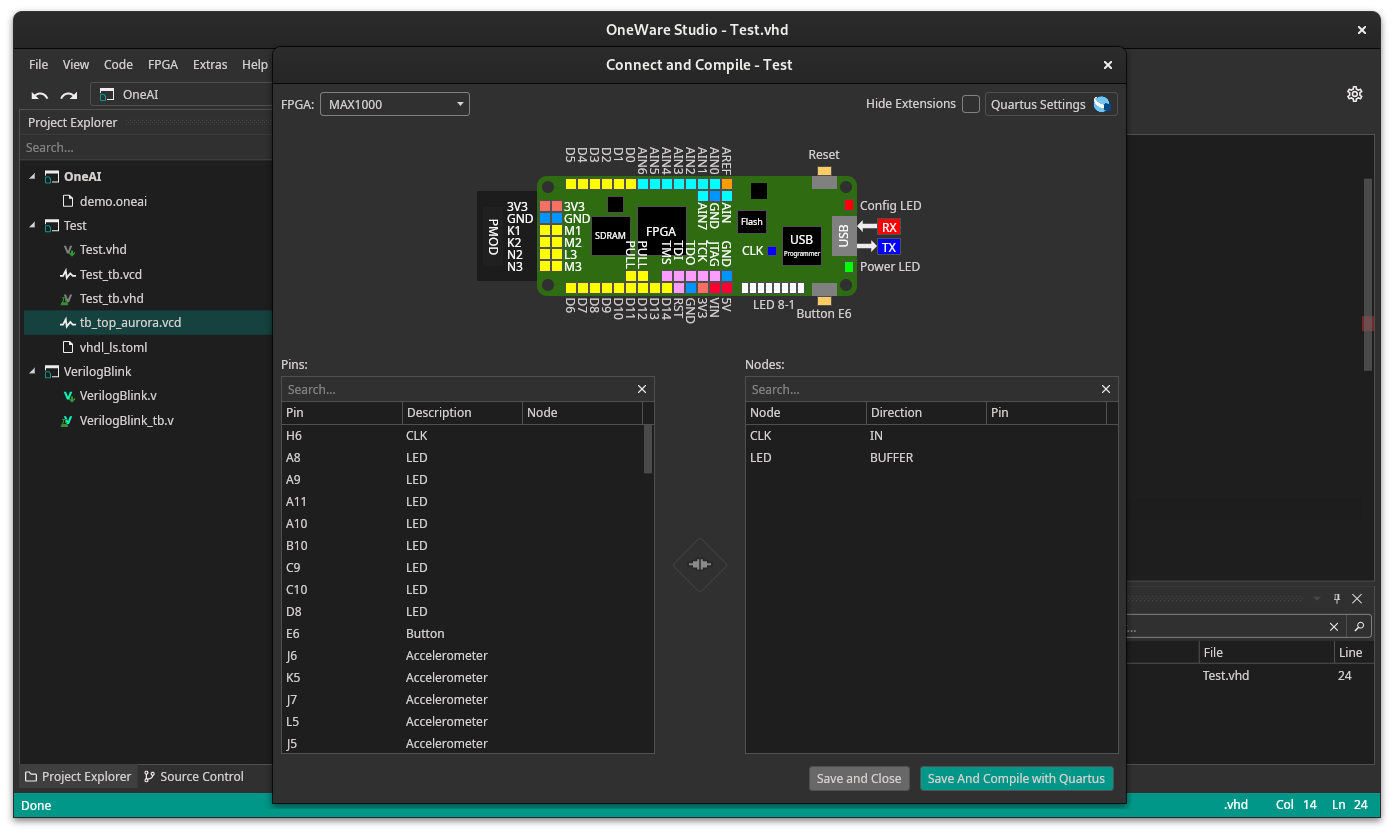 OneWare Studio - Test.vhd
File View Code FPGA Extras Help
OneAI
Project Explorer
Search...
OneAI
demo.oneai
Test
Test.vhd
Test_tb.vcd
Test_tb.vhd
tb_top_aurora.vcd
vhdl_ls.toml
VerilogBlink
VerilogBlink.v
VerilogBlink_tb.v
Project Explorer Source Control
Connect and Compile - Test
FPGA: MAX1000
Hide Extensions Quartus Settings
D5 D4 D3 D2 D1 D0 AIN6 AIN5 AIN4 AIN3 AIN2 AIN1 AIN0 AREF
Reset
AIN7 GND AIN
PMOD
3V3 3V3
GND GND
K1 M1
K2 M2
N2 L3
N3 M3
SDRAM
FPGA
Flash
CLK
USB
Programmer
USB
Config LED
RX
TX
Power LED
PULL PULL TMS TDI TDO TCK JTAG GND
D6 D7 D8 D9 D10 D11 D12 D13 D14 RST GND 3V3 VIN 5V
LED 8-1
Button E6
Pins:
Search...
Pin Description Node
H6 CLK
A8 LED
A9 LED
A11 LED
A10 LED
B10 LED
C9 LED
C10 LED
D8 LED
E6 Button
J6 Accelerometer
K5 Accelerometer
J7 Accelerometer
L5 Accelerometer
J5 Accelerometer
Nodes:
Search...
Node Direction Pin
CLK IN
LED BUFFER
Save and Close Save And Compile with Quartus
...
File Line
Test.vhd 24
Done .vhd Col 14 Ln 24